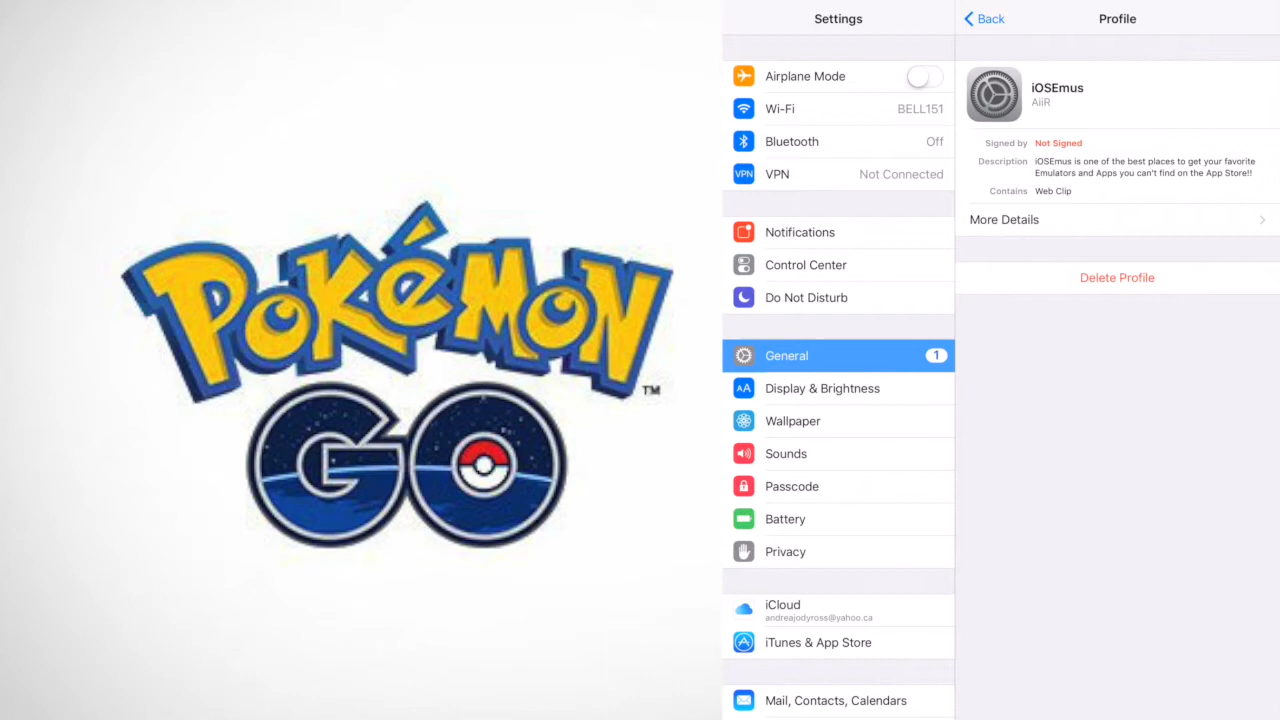 POKéMON
TM
GO
Settings
Airplane Mode
Wi-Fi BELL151
Bluetooth Off
VPN VPN Not Connected
Notifications
Control Center
Do Not Disturb
General 1
AA Display & Brightness
Wallpaper
Sounds
Passcode
Battery
Privacy
iCloud
andreajodyross@yahoo.ca
iTunes & App Store
Mail, Contacts, Calendars
Back Profile
iOSEmus
AiiR
Signed by Not Signed
Description iOSEmus is one of the best places to get your favorite
Emulators and Apps you can't find on the App Store!!
Contains Web Clip
More Details
Delete Profile